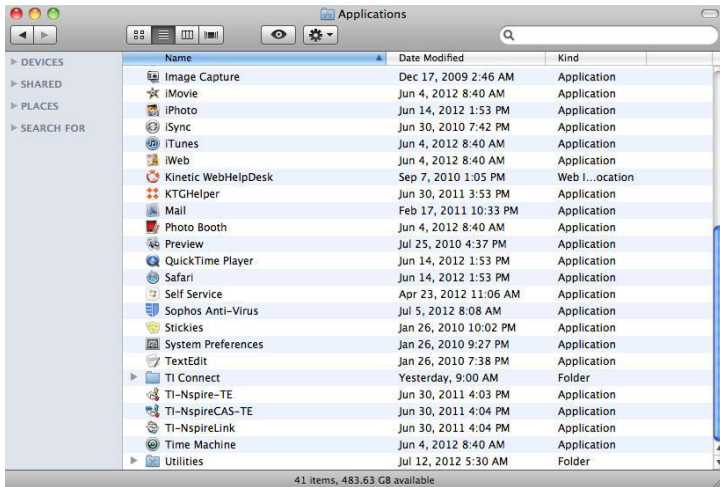 Applications
DEVICES
SHARED
PLACES
SEARCH FOR
Name Date Modified Kind
Image Capture Dec 17, 2009 2:46 AM Application
iMovie Jun 4, 2012 8:40 AM Application
iPhoto Jun 14, 2012 1:53 PM Application
iSync Jun 30, 2010 7:42 PM Application
iTunes Jun 4, 2012 8:40 AM Application
iWeb Jun 4, 2012 8:40 AM Application
Kinetic WebHelpDesk Sep 7, 2010 1:05 PM Web I...ocation
KTGHelper Jun 30, 2011 3:53 PM Application
Mail Feb 17, 2011 10:33 PM Application
Photo Booth Jun 4, 2012 8:40 AM Application
Preview Jul 25, 2010 4:37 PM Application
QuickTime Player Jun 14, 2012 1:53 PM Application
Safari Jun 14, 2012 1:53 PM Application
Self Service Apr 23, 2012 11:06 AM Application
Sophos Anti-Virus Jul 5, 2012 8:08 AM Application
Stickies Jan 26, 2010 10:02 PM Application
System Preferences Jan 26, 2010 9:27 PM Application
TextEdit Jan 26, 2010 7:38 PM Application
TI Connect Yesterday, 9:00 AM Folder
TI-Nspire-TE Jun 30, 2011 4:03 PM Application
TI-NspireCAS-TE Jun 30, 2011 4:04 PM Application
TI-NspireLink Jun 30, 2011 4:04 PM Application
Time Machine Jun 4, 2012 8:40 AM Application
Utilities Jul 12, 2012 5:30 AM Folder
41 items, 483.63 GB available